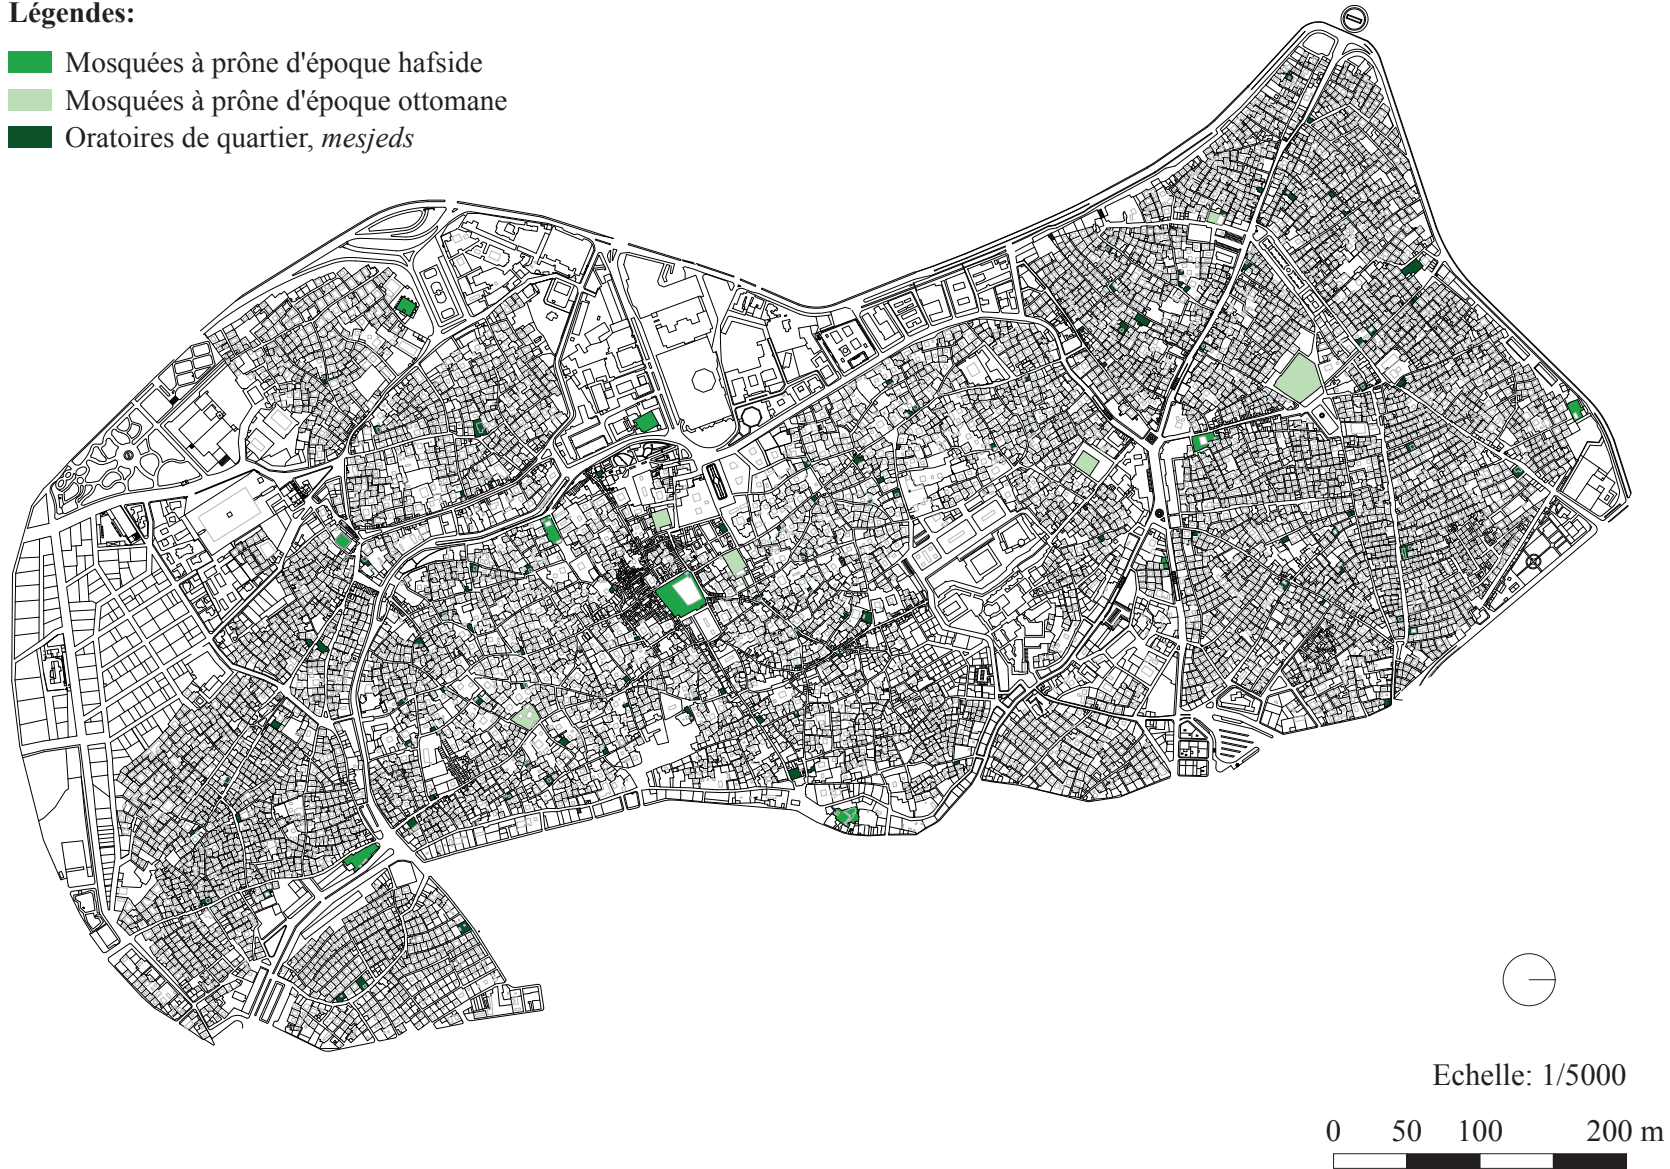 Légendes:
Mosquées à prône d'époque hafside
Mosquées à prône d'époque ottomane
Oratoires de quartier, mesjeds
Echelle: 1/5000
0 50 100 200 m